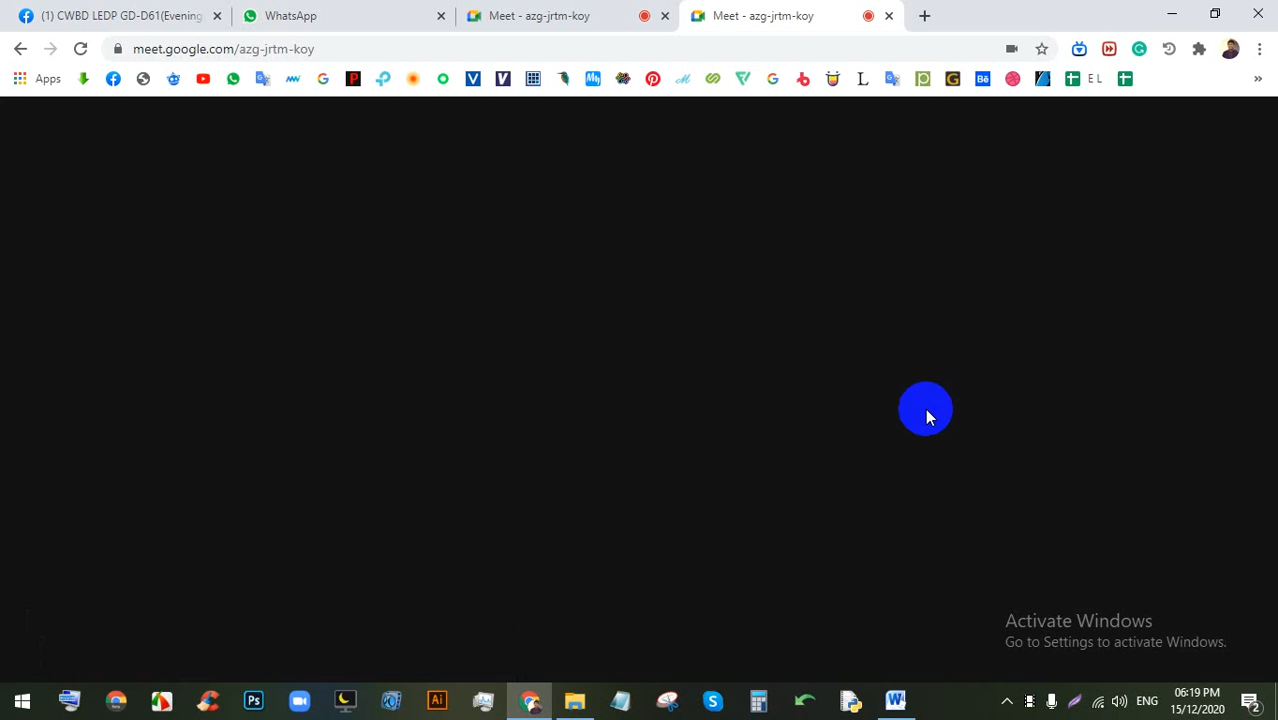 (1) CWBD LEDP GD-D61(Evening
WhatsApp
Meet - azg-jrtm-koy
Meet - azg-jrtm-koy
meet.google.com/azg-jrtm-koy
Apps
E L
Activate Windows
Go to Settings to activate Windows.
ENG
06:19 PM
15/12/2020
2